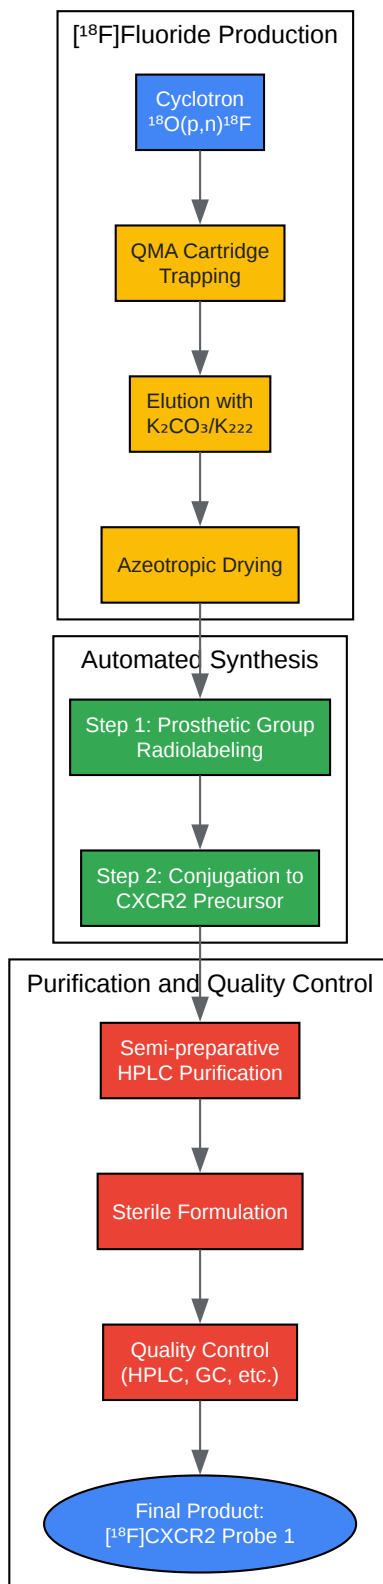 [¹⁸F]Fluoride Production
Cyclotron
¹⁸O(p,n)¹⁸F
QMA Cartridge
Trapping
Elution with
K₂CO₃/K₂₂₂
Azeotropic Drying
Automated Synthesis
Step 1: Prosthetic Group
Radiolabeling
Step 2: Conjugation to
CXCR2 Precursor
Purification and Quality Control
Semi-preparative
HPLC Purification
Sterile Formulation
Quality Control
(HPLC, GC, etc.)
Final Product:
[¹⁸F]CXCR2 Probe 1